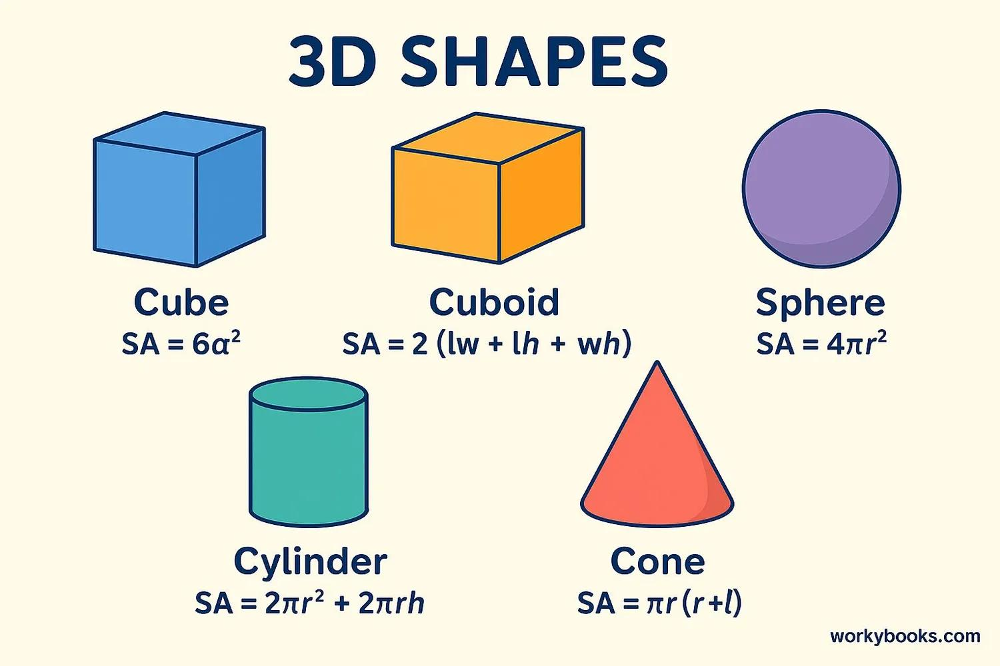 3D SHAPES
Cube
SA = 6α²
Cuboid
SA = 2 (lw + lh + wh)
Sphere
SA = 4πr²
Cylinder
SA = 2πr² + 2πrh
Cone
SA = πr(r+l)
workybooks.com